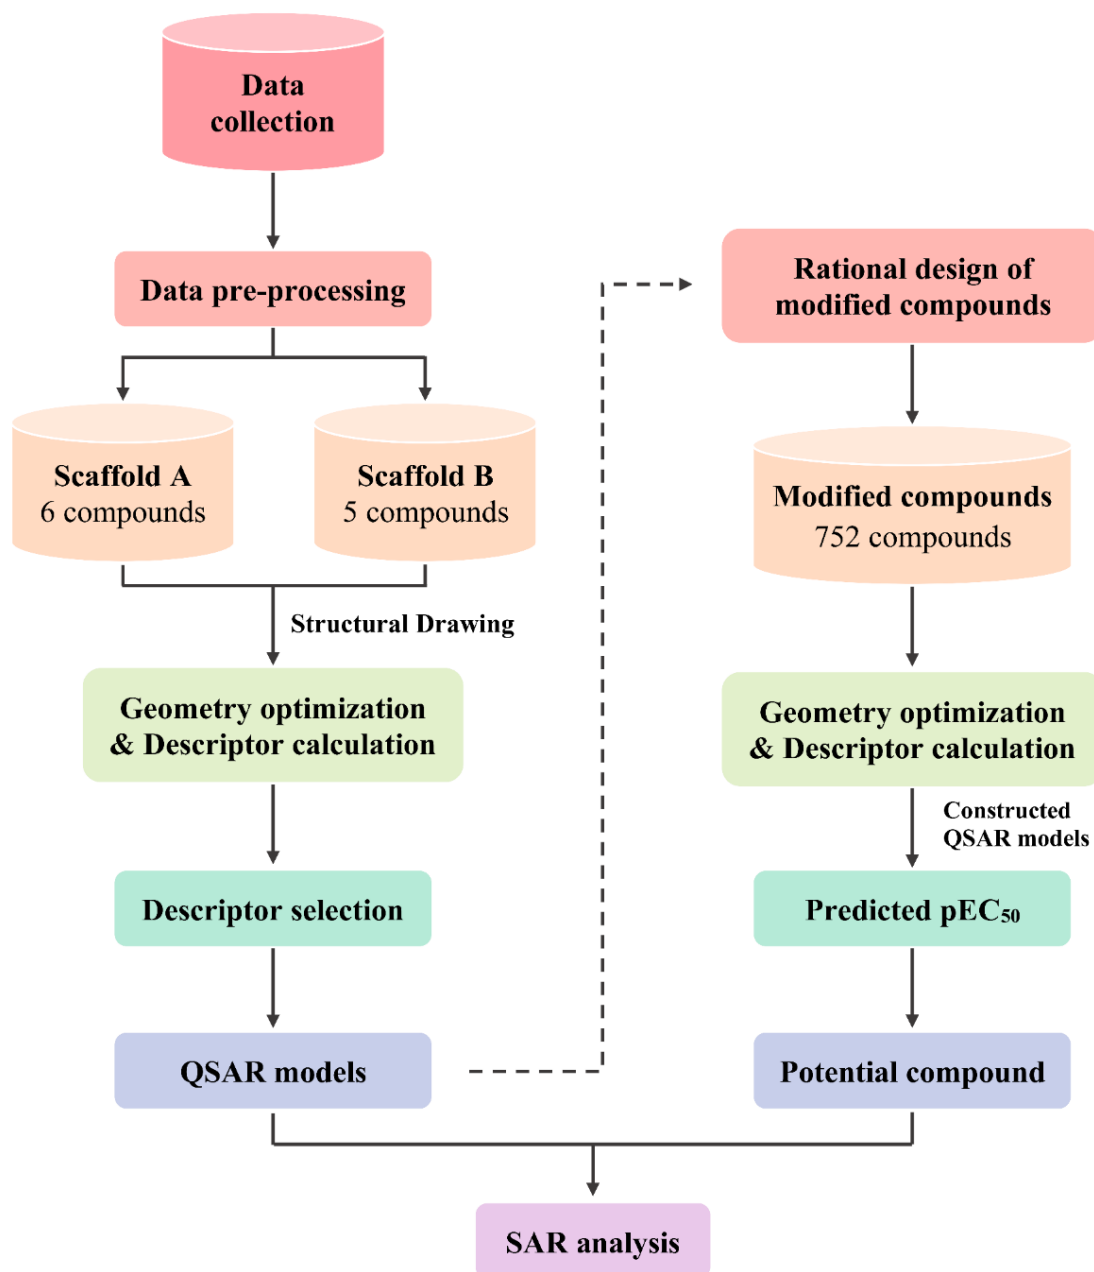 Data
collection
Data pre-processing
Scaffold A
6 compounds
Scaffold B
5 compounds
Structural Drawing
Geometry optimization
& Descriptor calculation
Descriptor selection
QSAR models
Rational design of
modified compounds
Modified compounds
752 compounds
Geometry optimization
& Descriptor calculation
Constructed
QSAR models
Predicted pEC₅₀
Potential compound
SAR analysis